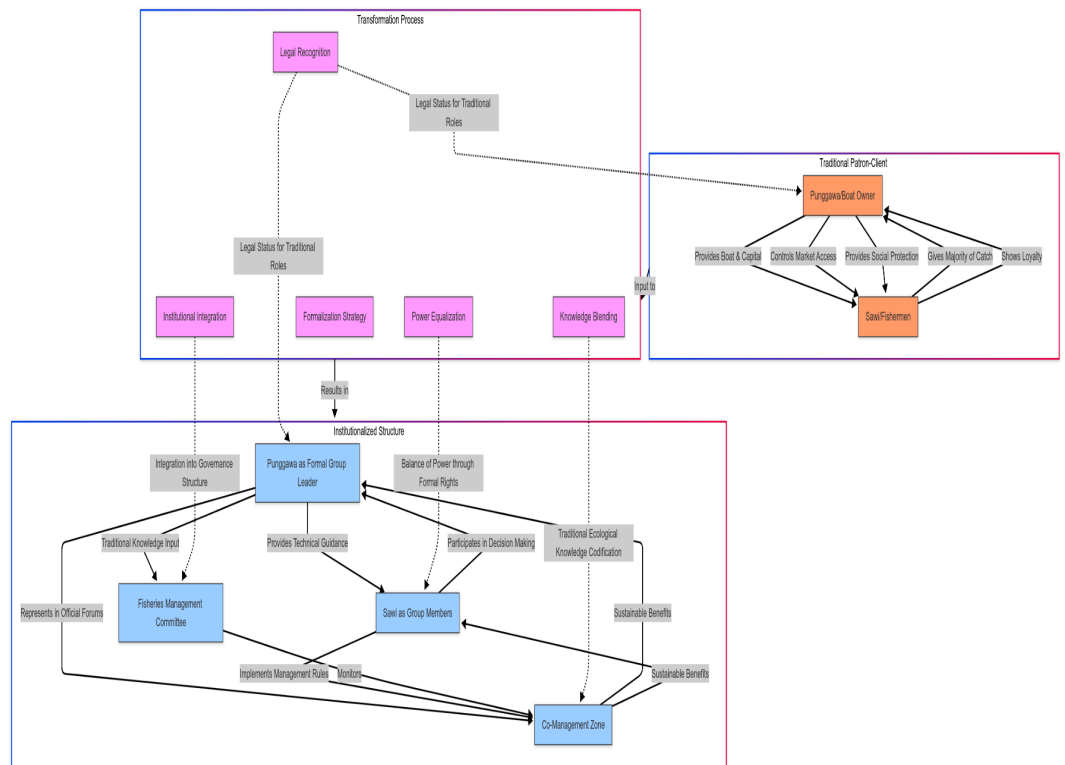 Transformation Process
Legal Recognition
Legal Status for Traditional
Roles
Traditional Patron-Client
Punggawa/Boat Owner
Legal Status for Traditional
Roles
Provides Boat & Capital
Controls Market Access
Provides Social Protection
Gives Majority of Catch
Shows Loyalty
Input to
Institutional Integration
Formalization Strategy
Power Equalization
Knowledge Blending
Sawi/Fishermen
Results in
Institutionalized Structure
Punggawa as Formal Group
Leader
Integration into Governance
Structure
Balance of Power through
Formal Rights
Traditional Knowledge Input
Provides Technical Guidance
Participates in Decision Making
Traditional Ecological
Knowledge Codification
Represents in Official Forums
Fisheries Management
Committee
Sawi as Group Members
Sustainable Benefits
Implements Management Rules
Monitors
Sustainable Benefits
Co-Management Zone